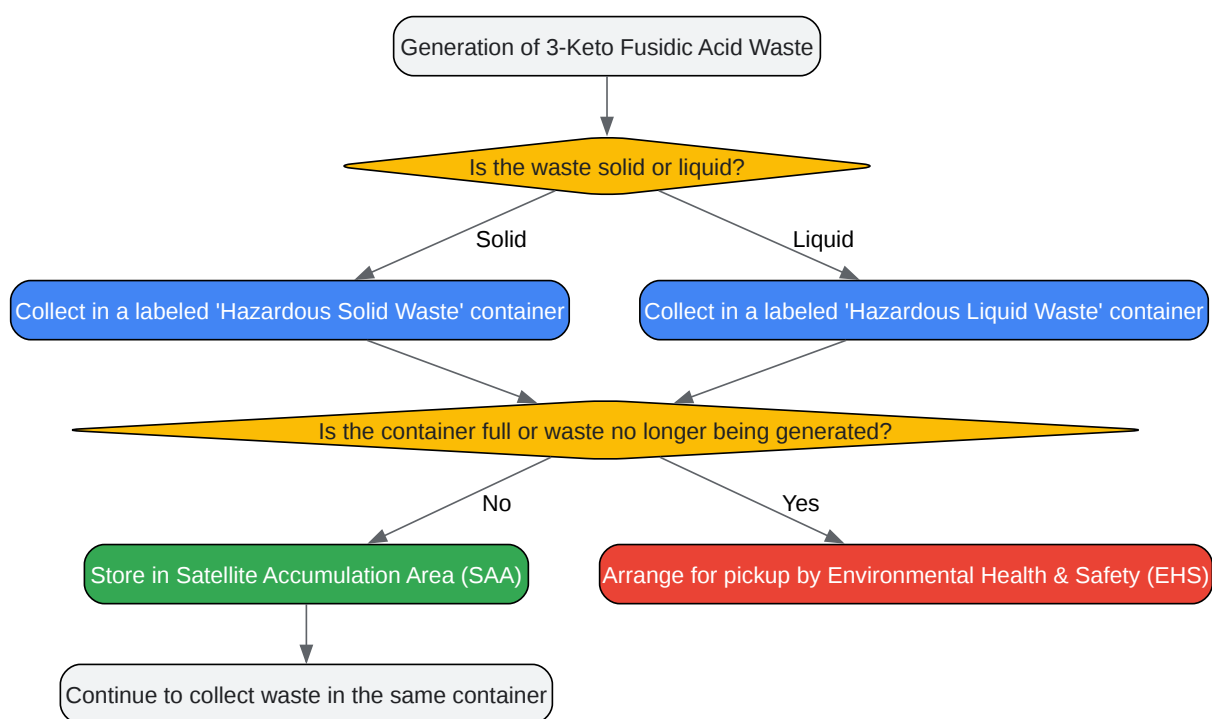 Generation of 3-Keto Fusidic Acid Waste
Is the waste solid or liquid?
Solid
Liquid
Collect in a labeled 'Hazardous Solid Waste' container
Collect in a labeled 'Hazardous Liquid Waste' container
Is the container full or waste no longer being generated?
No
Yes
Store in Satellite Accumulation Area (SAA)
Arrange for pickup by Environmental Health & Safety (EHS)
Continue to collect waste in the same container